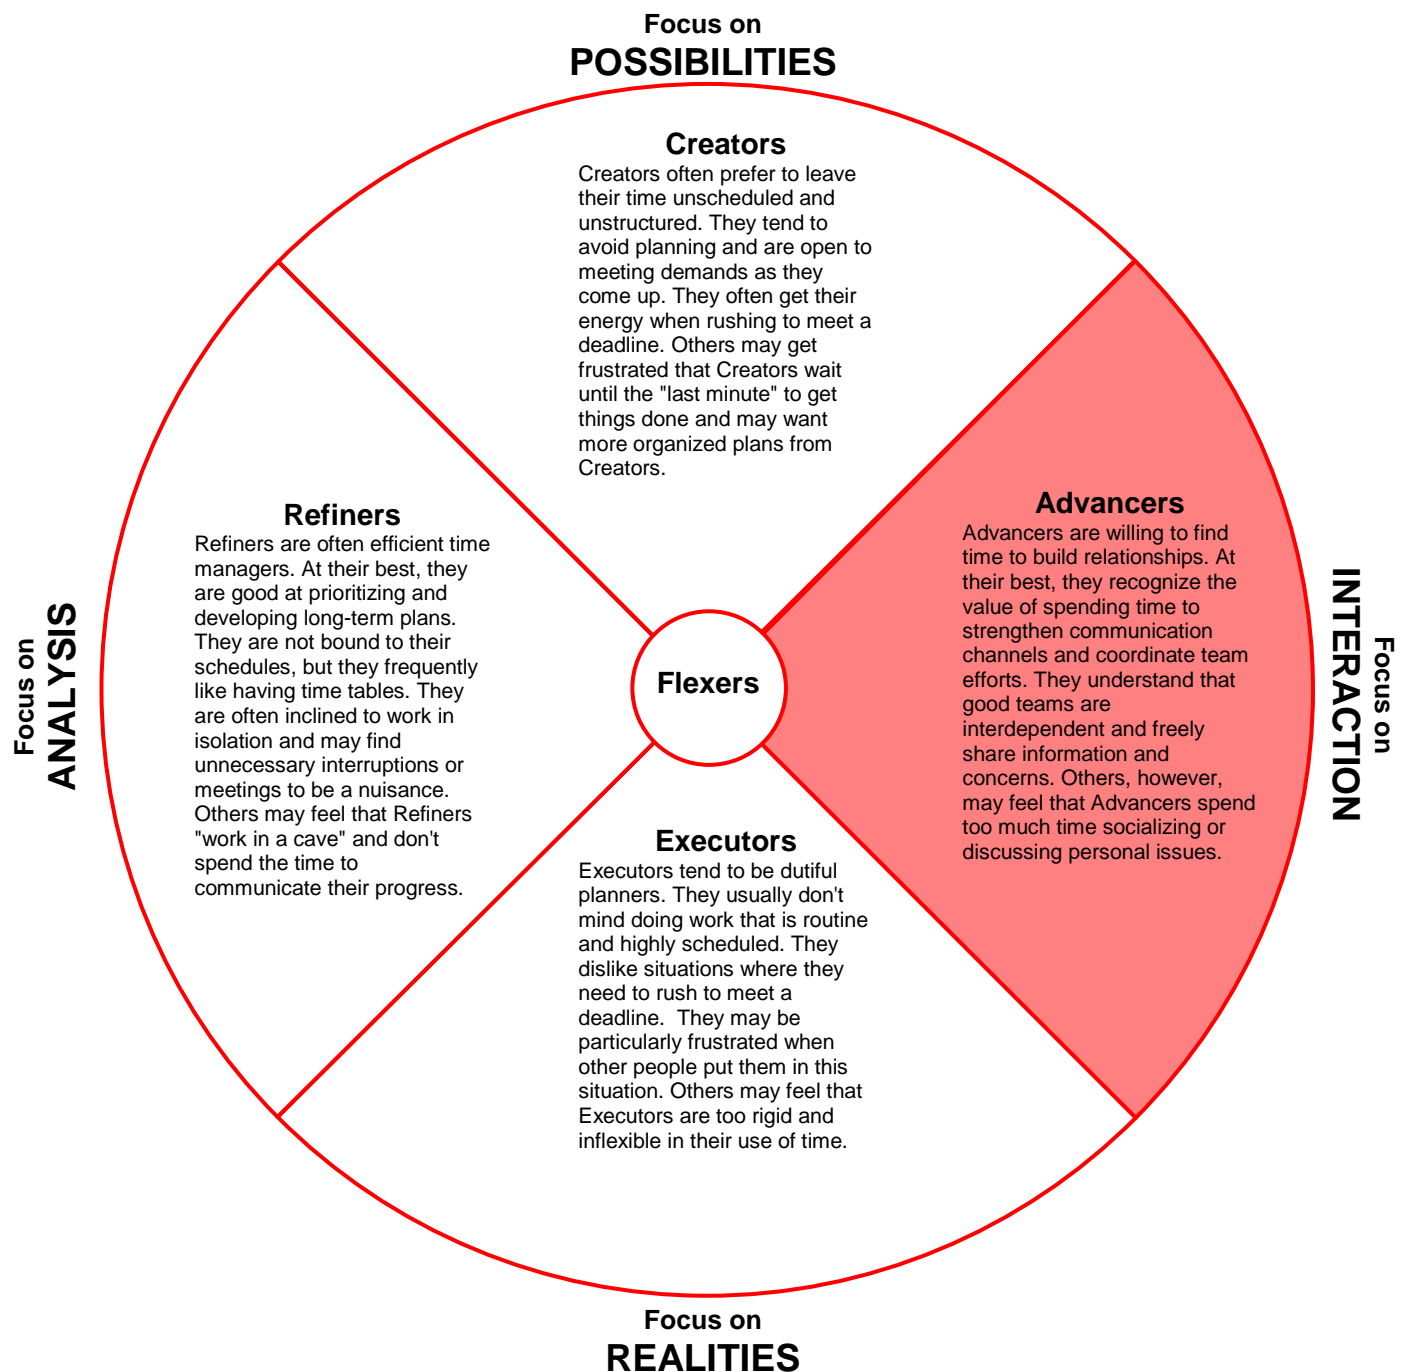 Focus on
POSSIBILITIES
Creators
Creators often prefer to leave
their time unscheduled and
unstructured. They tend to
avoid planning and are open to
meeting demands as they
come up. They often get their
energy when rushing to meet a
deadline. Others may get
frustrated that Creators wait
until the "last minute" to get
things done and may want
more organized plans from
Creators.
Focus on
ANALYSIS
Refiners
Refiners are often efficient time
managers. At their best, they
are good at prioritizing and
developing long-term plans.
They are not bound to their
schedules, but they frequently
like having time tables. They
are often inclined to work in
isolation and may find
unnecessary interruptions or
meetings to be a nuisance.
Others may feel that Refiners
"work in a cave" and don't
spend the time to
communicate their progress.
Flexers
Advancers
Advancers are willing to find
time to build relationships. At
their best, they recognize the
value of spending time to
strengthen communication
channels and coordinate team
efforts. They understand that
good teams are
interdependent and freely
share information and
concerns. Others, however,
may feel that Advancers spend
too much time socializing or
discussing personal issues.
Focus on
INTERACTION
Executors
Executors tend to be dutiful
planners. They usually don't
mind doing work that is routine
and highly scheduled. They
dislike situations where they
need to rush to meet a
deadline.  They may be
particularly frustrated when
other people put them in this
situation. Others may feel that
Executors are too rigid and
inflexible in their use of time.
Focus on
REALITIES